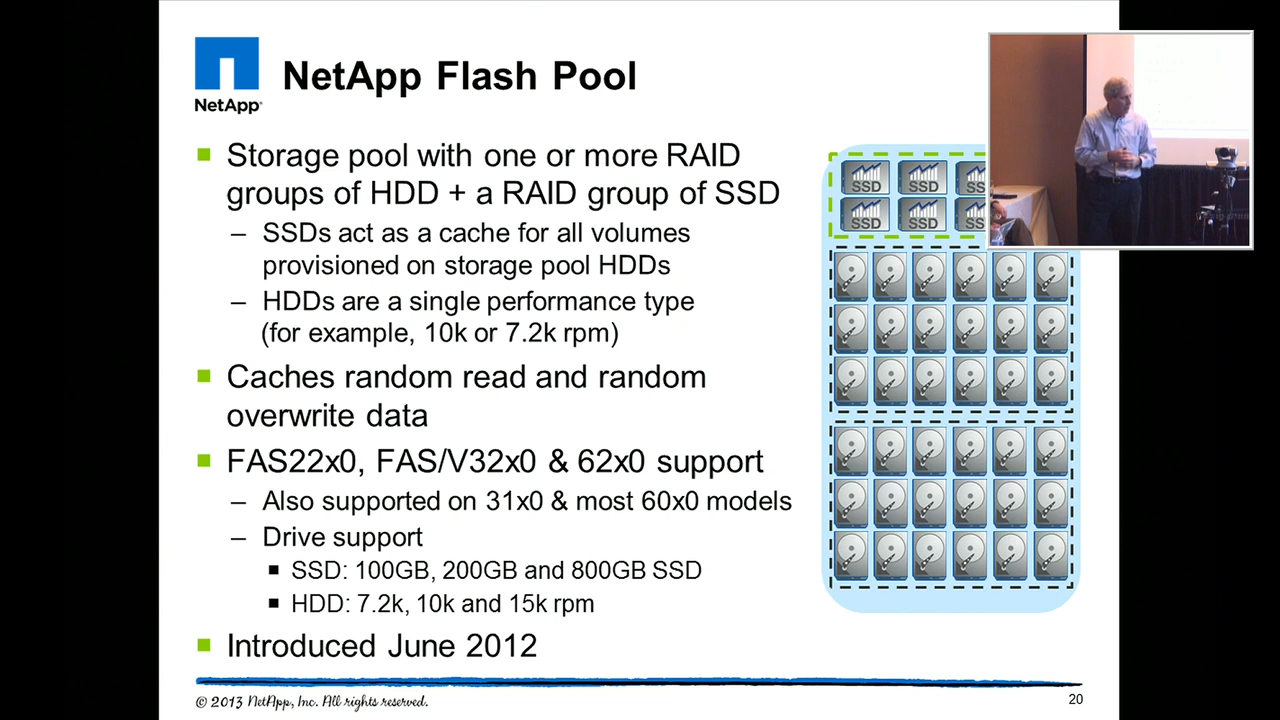 NetApp
NetApp Flash Pool
Storage pool with one or more RAID
groups of HDD + a RAID group of SSD
– SSDs act as a cache for all volumes
provisioned on storage pool HDDs
– HDDs are a single performance type
(for example, 10k or 7.2k rpm)
Caches random read and random
overwrite data
FAS22x0, FAS/V32x0 & 62x0 support
– Also supported on 31x0 & most 60x0 models
– Drive support
SSD: 100GB, 200GB and 800GB SSD
HDD: 7.2k, 10k and 15k rpm
Introduced June 2012
SSD SSD SSD
SSD SSD SSD
© 2013 NetApp, Inc. All rights reserved.
20